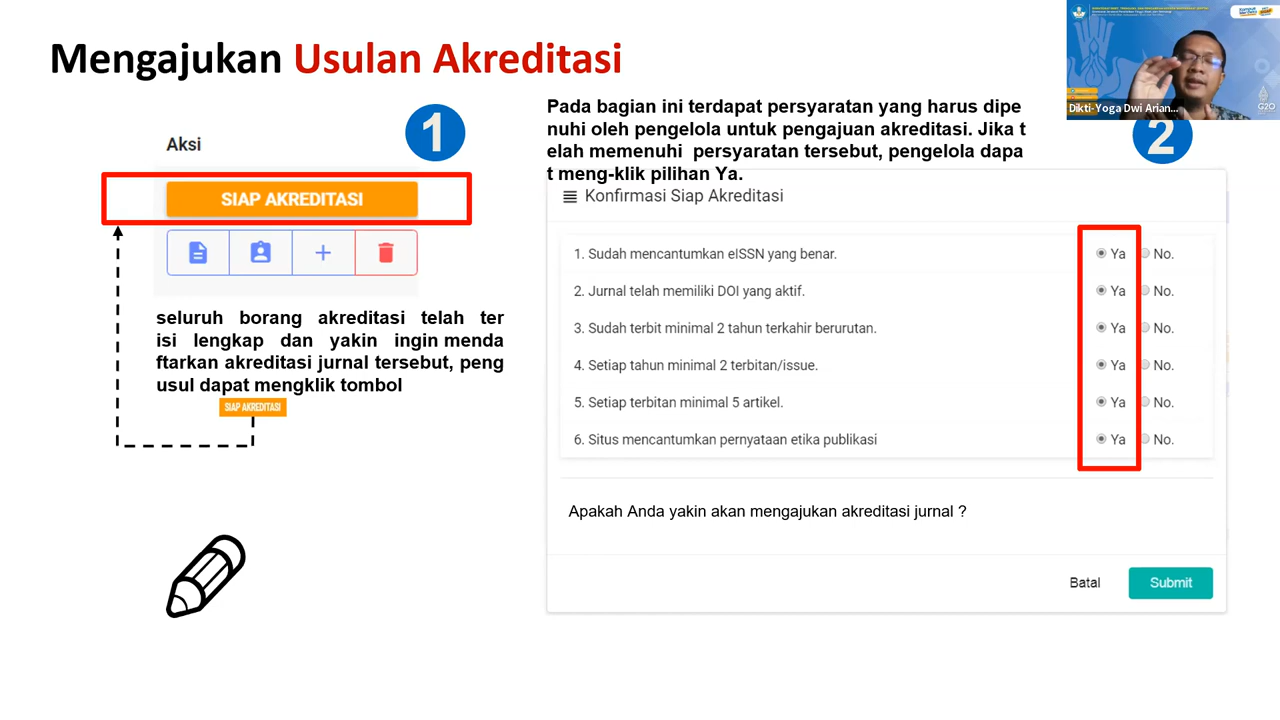 Mengajukan Usulan Akreditasi
Dikti-Yoga Dwi Arian...
G20
1
Aksi
SIAP AKREDITASI
seluruh borang akreditasi telah ter
isi lengkap dan yakin ingin menda
ftarkan akreditasi jurnal tersebut, peng
usul dapat mengklik tombol
SIAP AKREDITASI
2
Pada bagian ini terdapat persyaratan yang harus dipe
nuhi oleh pengelola untuk pengajuan akreditasi. Jika t
elah memenuhi persyaratan tersebut, pengelola dapa
t meng-klik pilihan Ya.
Konfirmasi Siap Akreditasi
1. Sudah mencantumkan eISSN yang benar. Ya No.
2. Jurnal telah memiliki DOI yang aktif. Ya No.
3. Sudah terbit minimal 2 tahun terkahir berurutan. Ya No.
4. Setiap tahun minimal 2 terbitan/issue. Ya No.
5. Setiap terbitan minimal 5 artikel. Ya No.
6. Situs mencantumkan pernyataan etika publikasi Ya No.
Apakah Anda yakin akan mengajukan akreditasi jurnal ?
Batal Submit